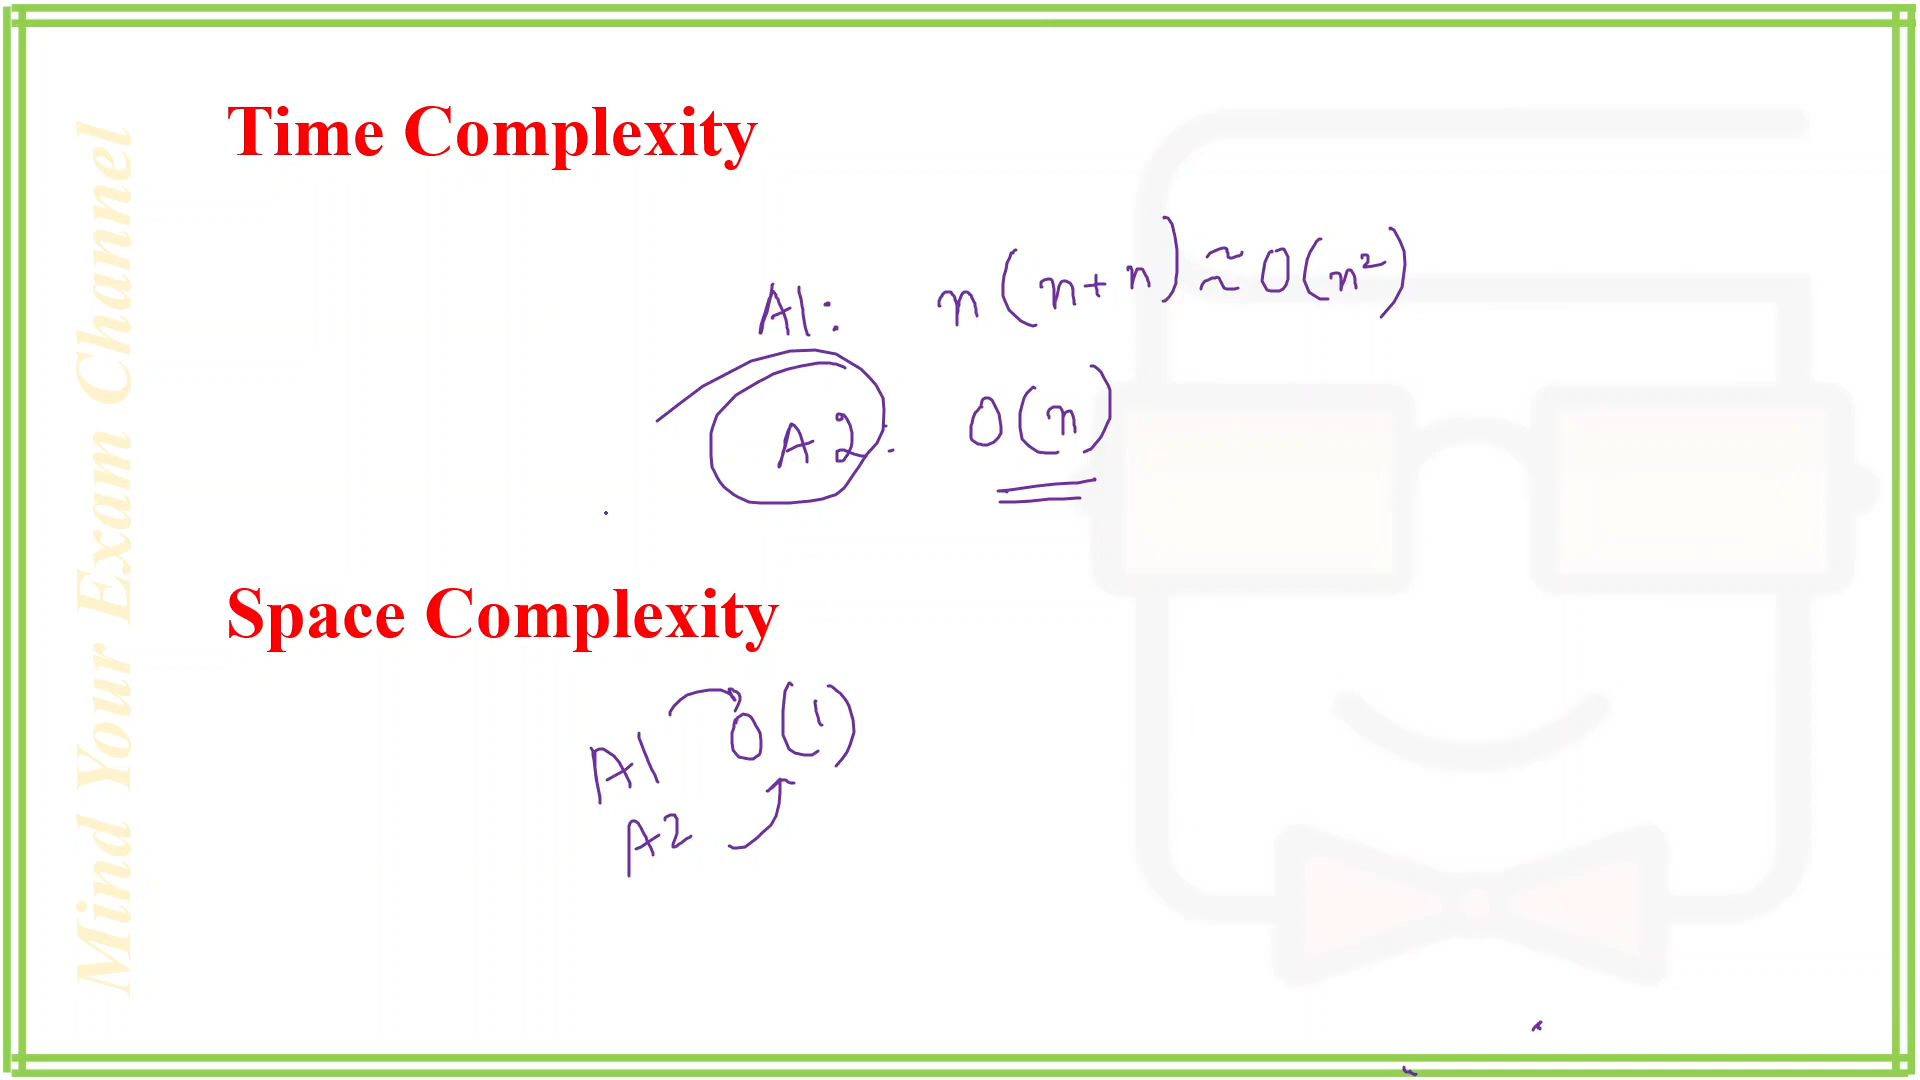 Time Complexity
A1: n(n+n) ≈ O(n²)
A2: O(n)
Space Complexity
A1 O(1)
A2
Mind Your Exam Channel